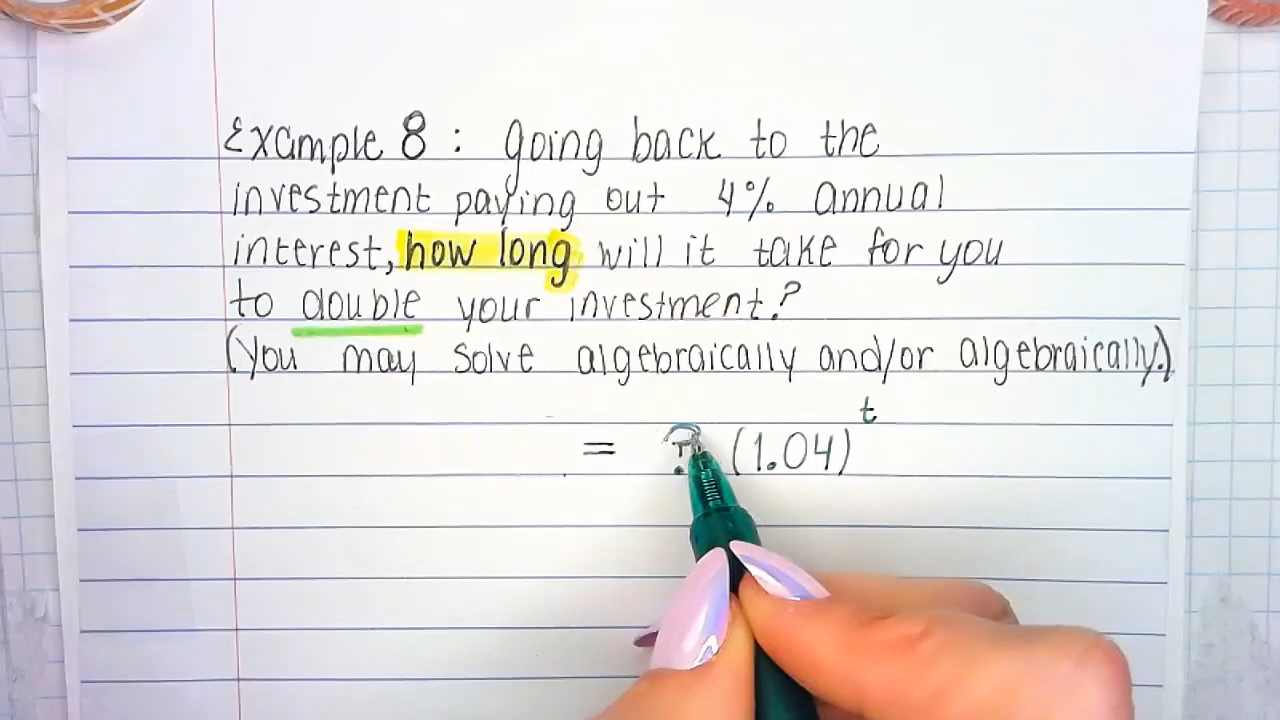 Example 8 : going back to the
investment paying out 4% annual
interest, how long will it take for you
to double your investment?
(You may solve algebraically and/or algebraically.)
= ? (1.04)^t